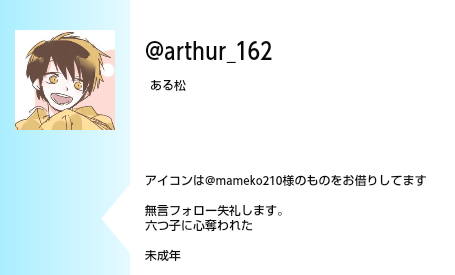 @arthur_162
ある松
アイコンは@mameko210様のものをお借りしてます
無言フォロー失礼します。
六つ子に心奪われた
未成年